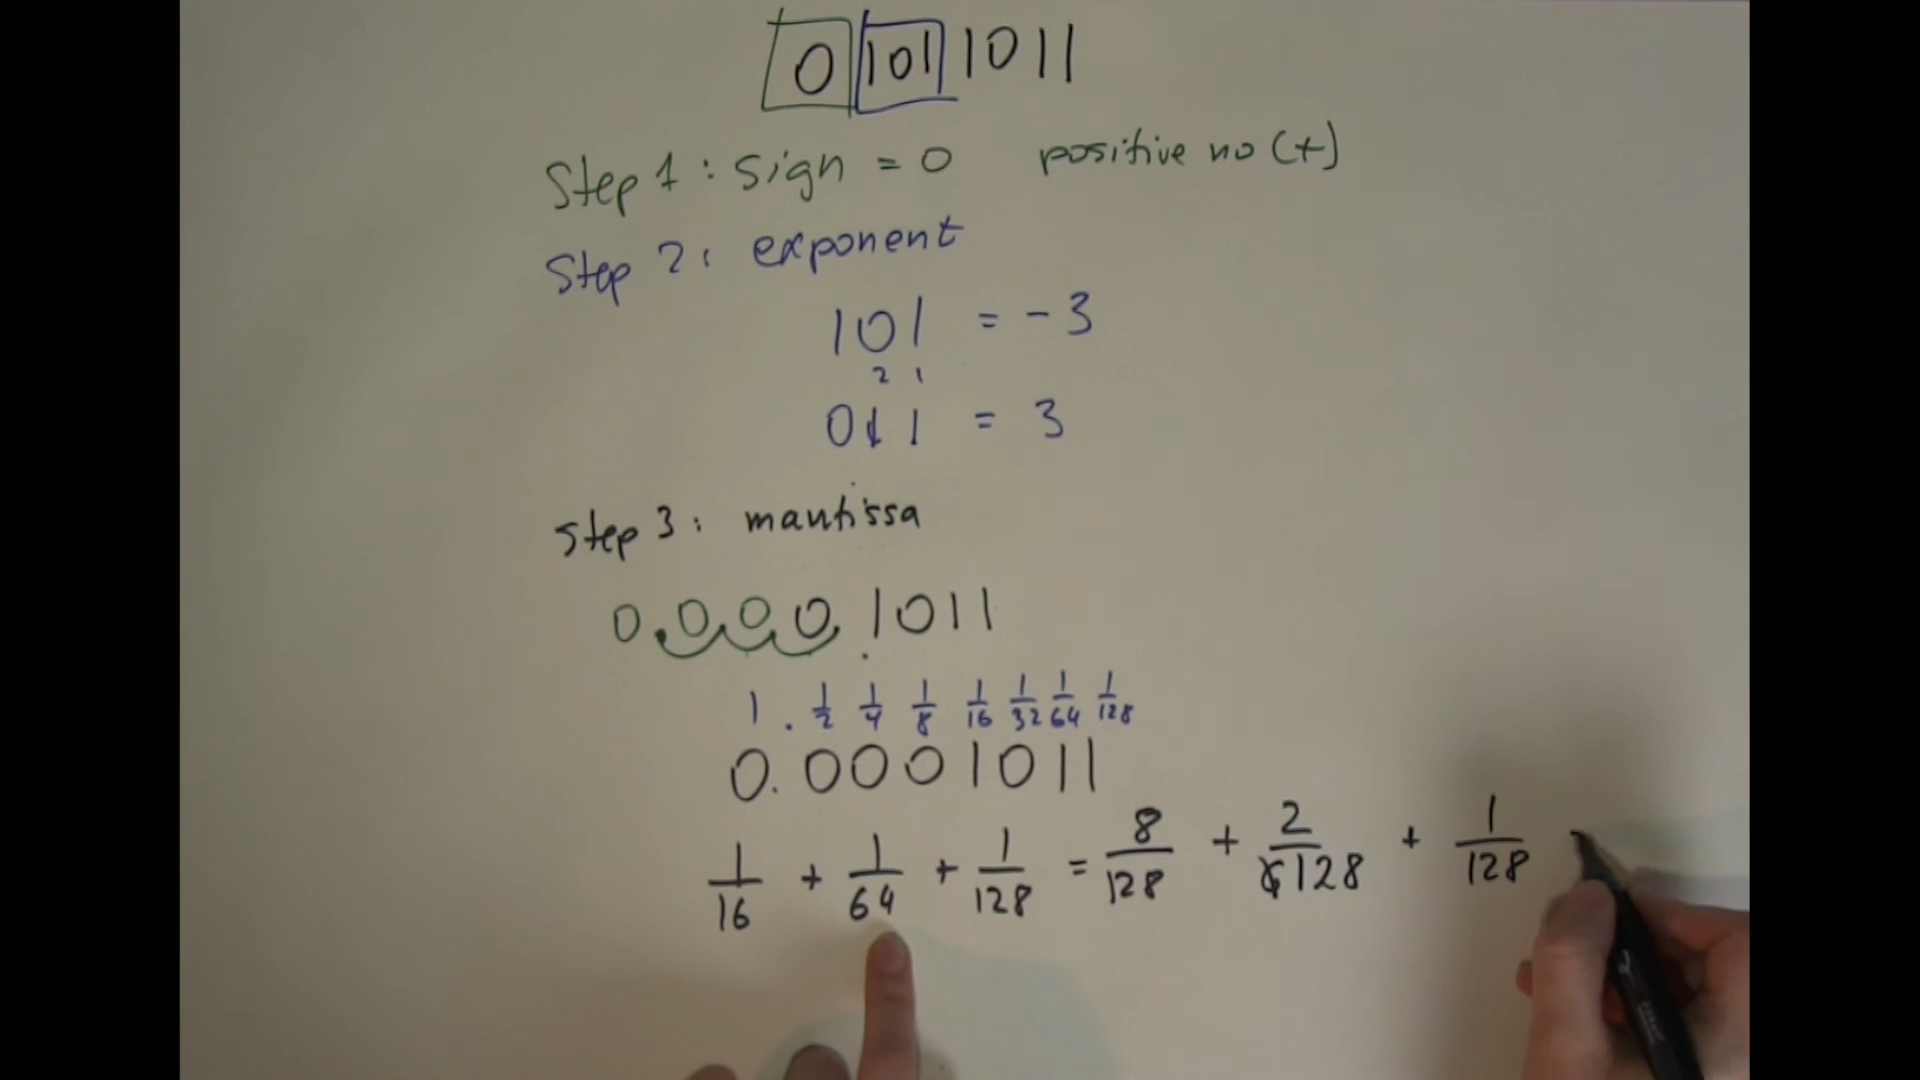 0 101 1011
Step 1: sign = 0 positive no (+)
Step 2: exponent
101 = -3
2 1
011 = 3
Step 3: mantissa
0.000.1011
1 . 1/2 1/4 1/8 1/16 1/32 1/64 1/128
0.0001011
1/16 + 1/64 + 1/128 = 8/128 + 2/128 + 1/128